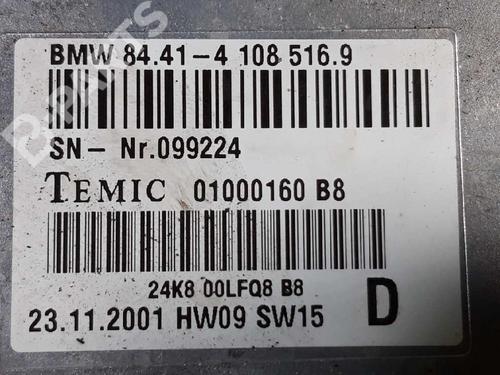 BMW 84.41-4 108 516.9
SN- Nr.099224
TEMIC 01000160 B8
24K8 00LFQ8 B8
23.11.2001 HW09 SW15 D
B-PARTS